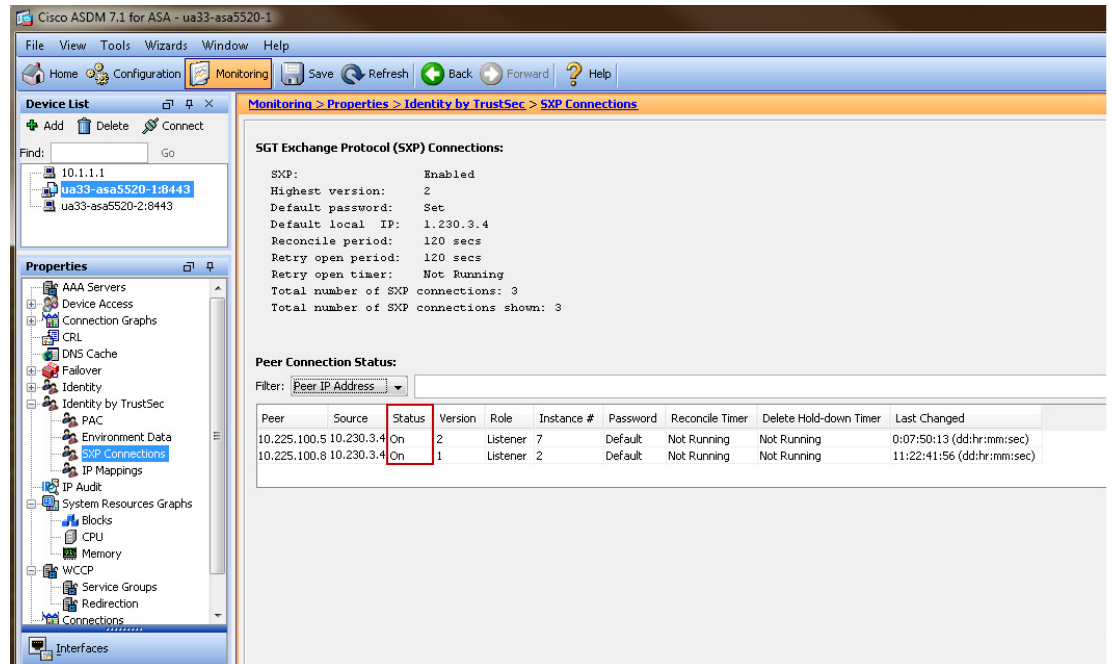 Cisco ASDM 7.1 for ASA - ua33-asa5520-1
File View Tools Wizards Window Help
Home Configuration Monitoring Save Refresh Back Forward Help
Device List
Add Delete Connect
Find: Go
10.1.1.1
ua33-asa5520-1:8443
ua33-asa5520-2:8443
Properties
AAA Servers
Device Access
Connection Graphs
CRL
DNS Cache
Failover
Identity
Identity by TrustSec
PAC
Environment Data
SXP Connections
IP Mappings
IP Audit
System Resources Graphs
Blocks
CPU
Memory
WCCP
Service Groups
Redirection
Connections
Interfaces
Monitoring > Properties > Identity by TrustSec > SXP Connections
SGT Exchange Protocol (SXP) Connections:
SXP: Enabled
Highest version: 2
Default password: Set
Default local IP: 1.230.3.4
Reconcile period: 120 secs
Retry open period: 120 secs
Retry open timer: Not Running
Total number of SXP connections: 3
Total number of SXP connections shown: 3
Peer Connection Status:
Filter: Peer IP Address
Peer Source Status Version Role Instance # Password Reconcile Timer Delete Hold-down Timer Last Changed
10.225.100.5 10.230.3.4 On 2 Listener 7 Default Not Running Not Running 0:07:50:13 (dd:hr:mm:sec)
10.225.100.8 10.230.3.4 On 1 Listener 2 Default Not Running Not Running 11:22:41:56 (dd:hr:mm:sec)